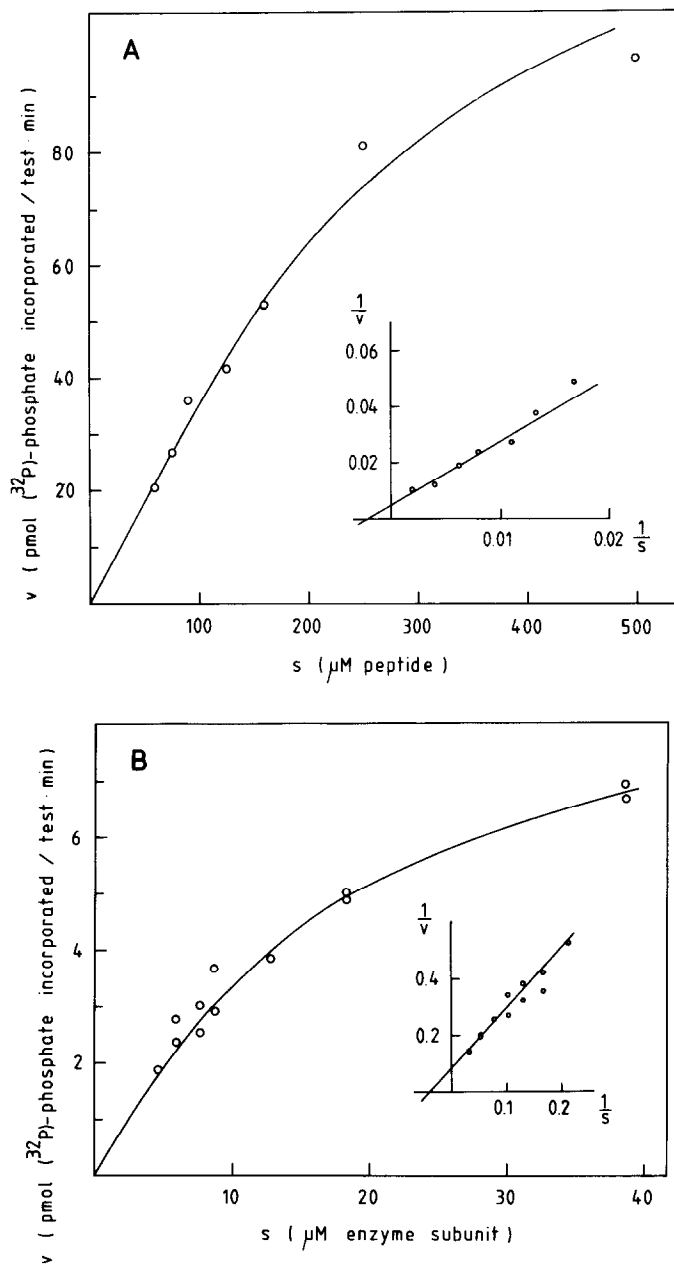 A
v ( pmol (³²P)-phosphate incorporated / test · min )
80
60
40
20
100
200
300
400
500
s ( µM peptide )
1/v
0.06
0.04
0.02
0.01
0.02
1/s
B
v ( pmol (³²P)-phosphate incorporated / test · min )
6
4
2
10
20
30
40
s ( µM enzyme subunit )
1/v
0.4
0.2
0.1
0.2
1/s